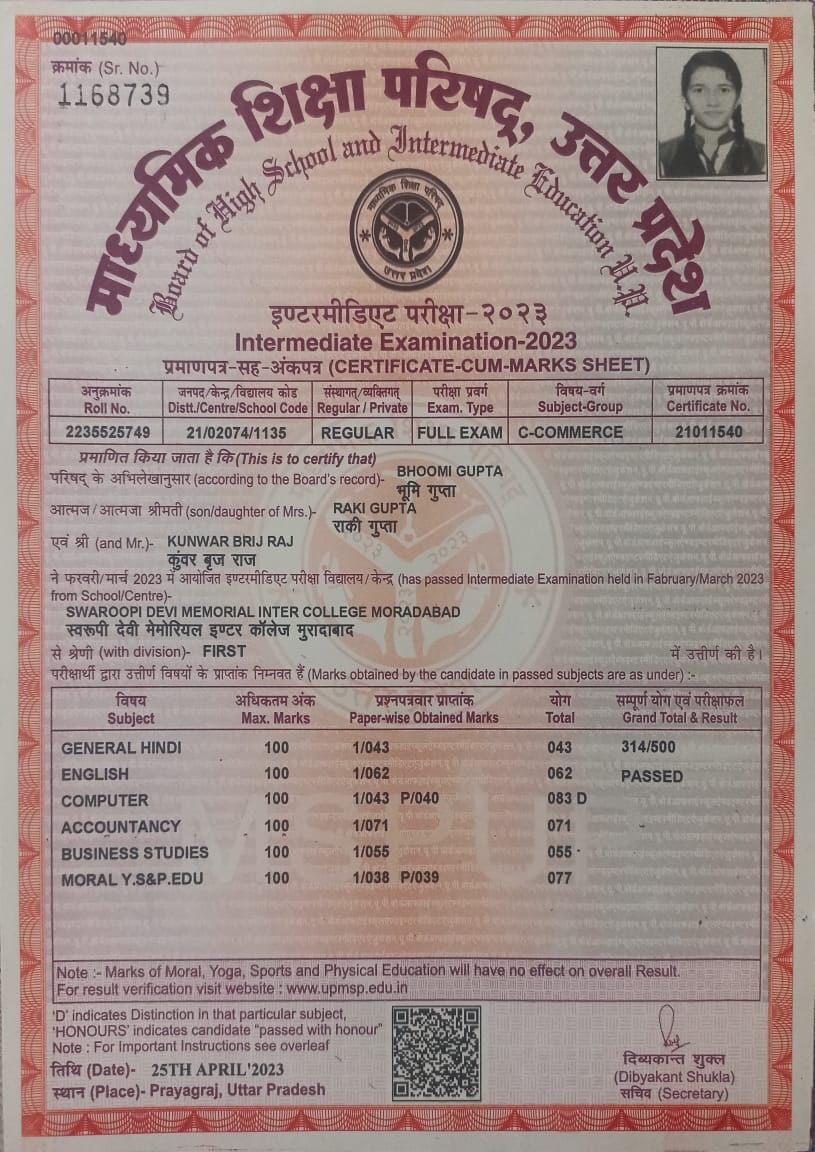 00011540
क्रमांक (Sr. No.)
1168739
माध्यमिक शिक्षा परिषद्, उत्तर प्रदेश
Board of High School and Intermediate Education U.P.
माध्यमिक शिक्षा परिषद्
उत्तर प्रदेश
इण्टरमीडिएट परीक्षा-२०२३
Intermediate Examination-2023
प्रमाणपत्र-सह-अंकपत्र (CERTIFICATE-CUM-MARKS SHEET)
अनुक्रमांक जनपद/केन्द्र/विद्यालय कोड संस्थागत/व्यक्तिगत परीक्षा प्रवर्ग विषय-वर्ग प्रमाणपत्र क्रमांक
Roll No. Distt./Centre/School Code Regular / Private Exam. Type Subject-Group Certificate No.
2235525749 21/02074/1135 REGULAR FULL EXAM C-COMMERCE 21011540
प्रमाणित किया जाता है कि (This is to certify that)
परिषद् के अभिलेखानुसार (according to the Board's record)- BHOOMI GUPTA
भूमि गुप्ता
आत्मज/आत्मजा श्रीमती (son/daughter of Mrs.)- RAKI GUPTA
राकी गुप्ता
एवं श्री (and Mr.)- KUNWAR BRIJ RAJ
कुंवर बृज राज
ने फरवरी/मार्च 2023 में आयोजित इण्टरमीडिएट परीक्षा विद्यालय/केन्द्र (has passed Intermediate Examination held in Fabruary/March 2023
from School/Centre)-
SWAROOPI DEVI MEMORIAL INTER COLLEGE MORADABAD
स्वरूपी देवी मेमोरियल इण्टर कॉलेज मुरादाबाद
से श्रेणी (with division)- FIRST में उत्तीर्ण की है।
परीक्षार्थी द्वारा उत्तीर्ण विषयों के प्राप्तांक निम्नवत हैं (Marks obtained by the candidate in passed subjects are as under) :-
विषय अधिकतम अंक प्रश्नपत्रवार प्राप्तांक योग सम्पूर्ण योग एवं परीक्षाफल
Subject Max. Marks Paper-wise Obtained Marks Total Grand Total & Result
GENERAL HINDI 100 1/043 043 314/500
ENGLISH 100 1/062 062 PASSED
COMPUTER 100 1/043 P/040 083 D
ACCOUNTANCY 100 1/071 071
BUSINESS STUDIES 100 1/055 055
MORAL Y.S&P.EDU 100 1/038 P/039 077
Note :- Marks of Moral, Yoga, Sports and Physical Education will have no effect on overall Result.
For result verification visit website : www.upmsp.edu.in
'D' indicates Distinction in that particular subject,
'HONOURS' indicates candidate "passed with honour"
Note : For Important Instructions see overleaf
तिथि (Date)- 25TH APRIL'2023
स्थान (Place)- Prayagraj, Uttar Pradesh
दिव्यकान्त शुक्ल
(Dibyakant Shukla)
सचिव (Secretary)